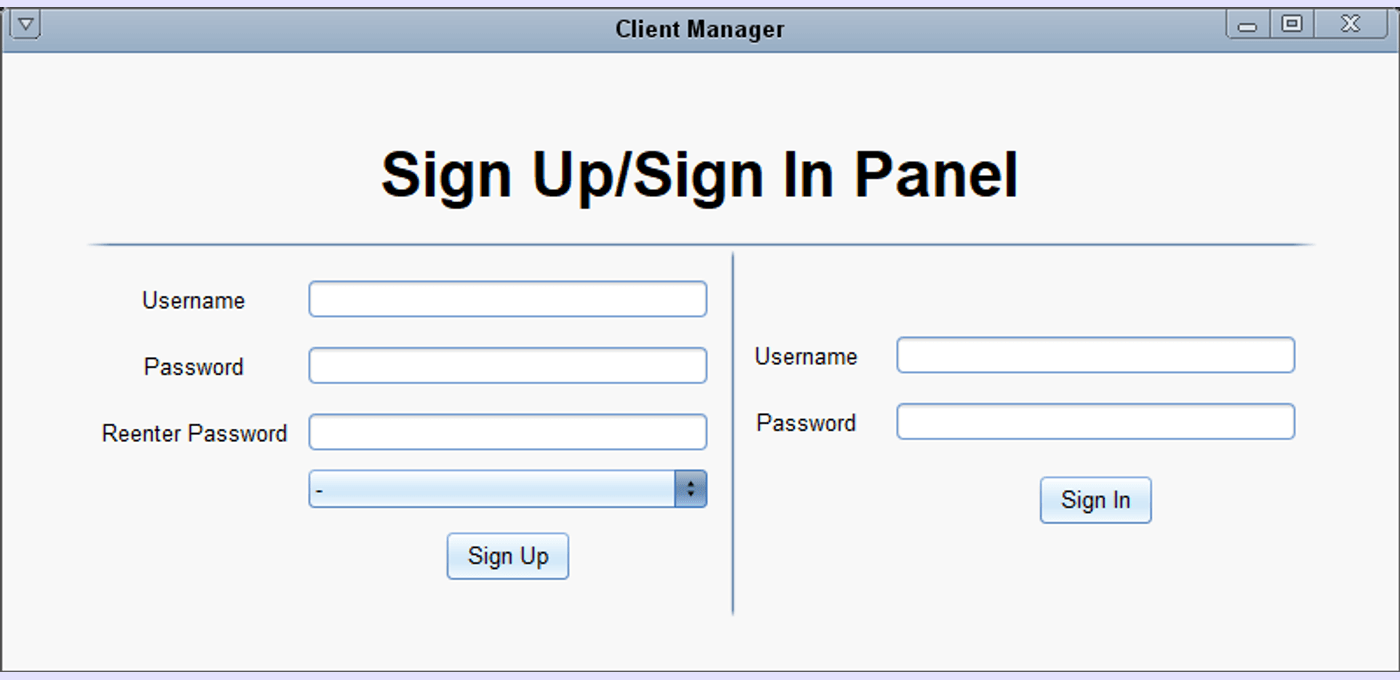 Client Manager
Sign Up/Sign In Panel
Username
Password
Reenter Password
-
Sign Up
Username
Password
Sign In